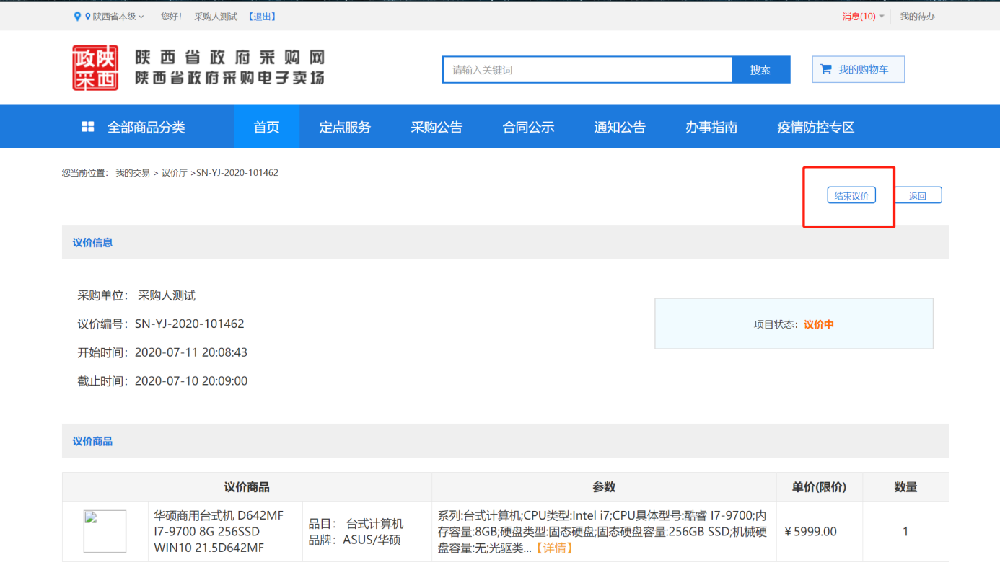 陕西省本级 您好! 采购人测试 【退出】 消息(10) 我的待办
政陕
采西
陕西省政府采购网
陕西省政府采购电子卖场
请输入关键词 搜索 我的购物车
全部商品分类 首页 定点服务 采购公告 合同公示 通知公告 办事指南 疫情防控专区
您当前位置: 我的交易 > 议价厅 >SN-YJ-2020-101462
结束议价 返回
议价信息
采购单位: 采购人测试
议价编号: SN-YJ-2020-101462
项目状态: 议价中
开始时间: 2020-07-11 20:08:43
截止时间: 2020-07-10 20:09:00
议价商品
议价商品 参数 单价(限价) 数量
华硕商用台式机 D642MF
I7-9700 8G 256SSD
WIN10 21.5D642MF
品目: 台式计算机
品牌: ASUS/华硕
系列:台式计算机;CPU类型:Intel i7;CPU具体型号:酷睿 I7-9700;内
存容量:8GB;硬盘类型:固态硬盘;固态硬盘容量:256GB SSD;机械硬
盘容量:无;光驱类...【详情】
¥ 5999.00
1